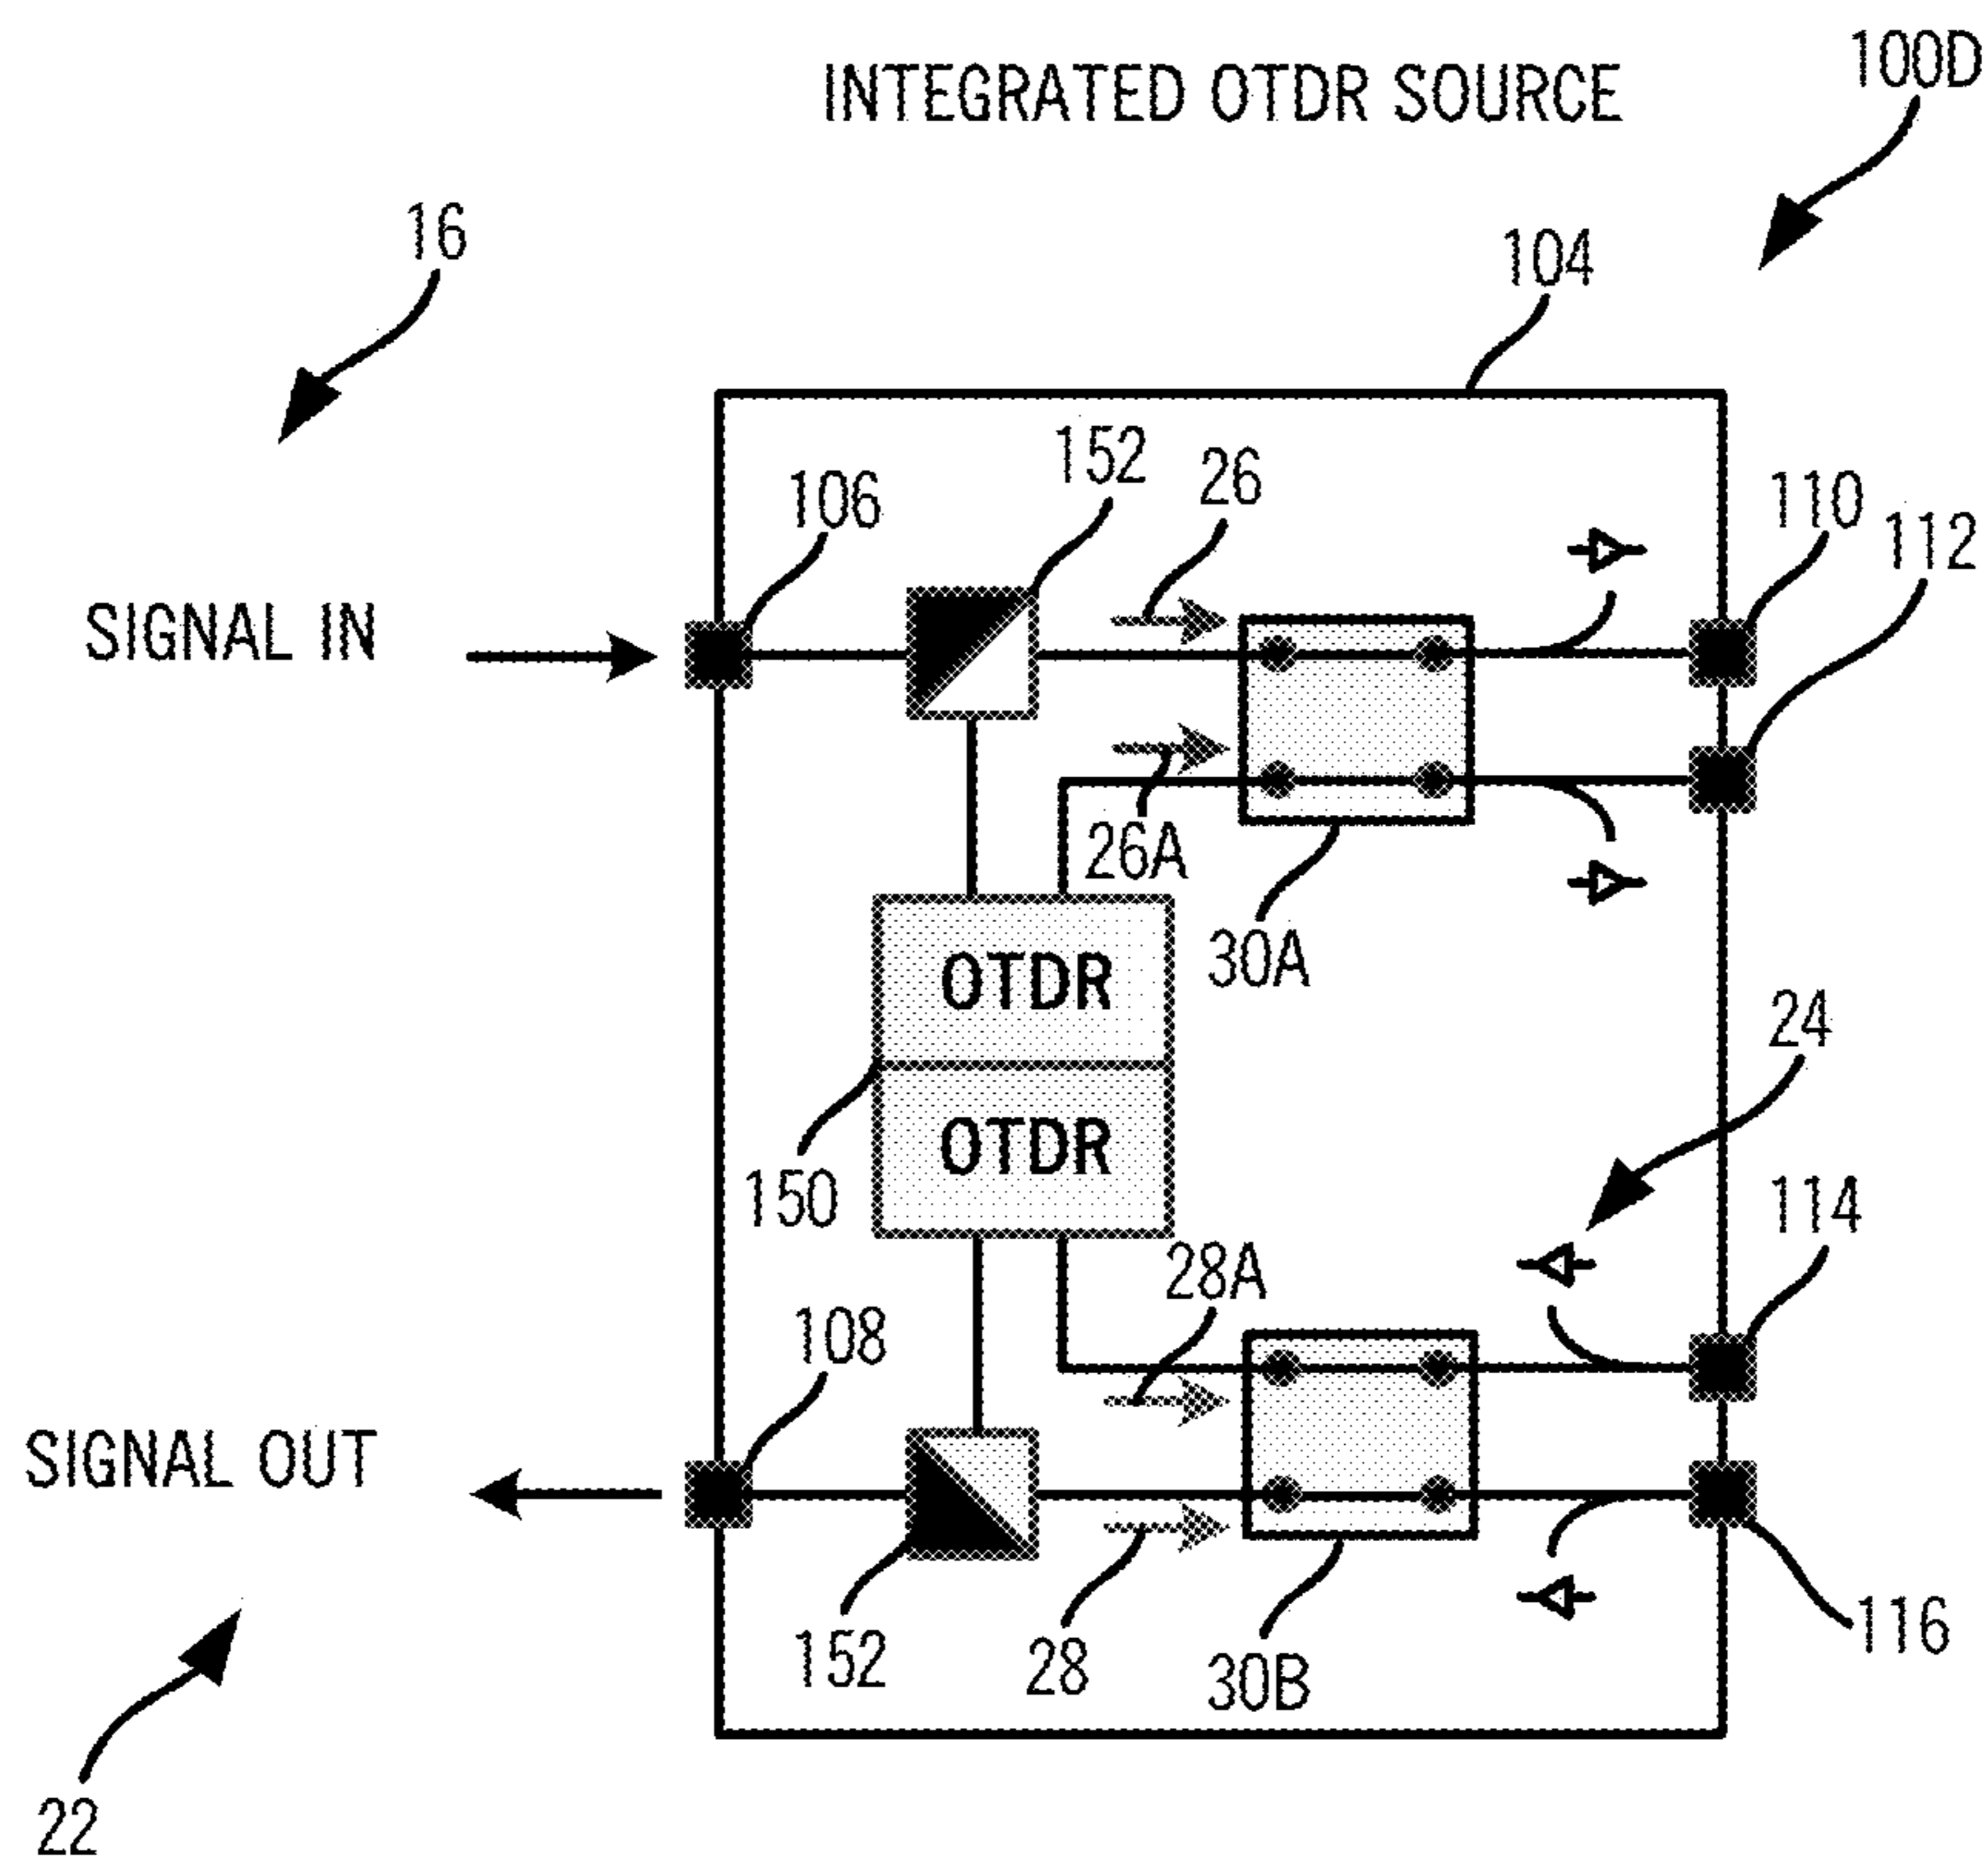 INTEGRATED OTDR SOURCE
100D
16
104
152
26
106
110
112
SIGNAL IN
26A
30A
OTDR
24
OTDR
150
114
28A
108
SIGNAL OUT
116
152
28
30B
22